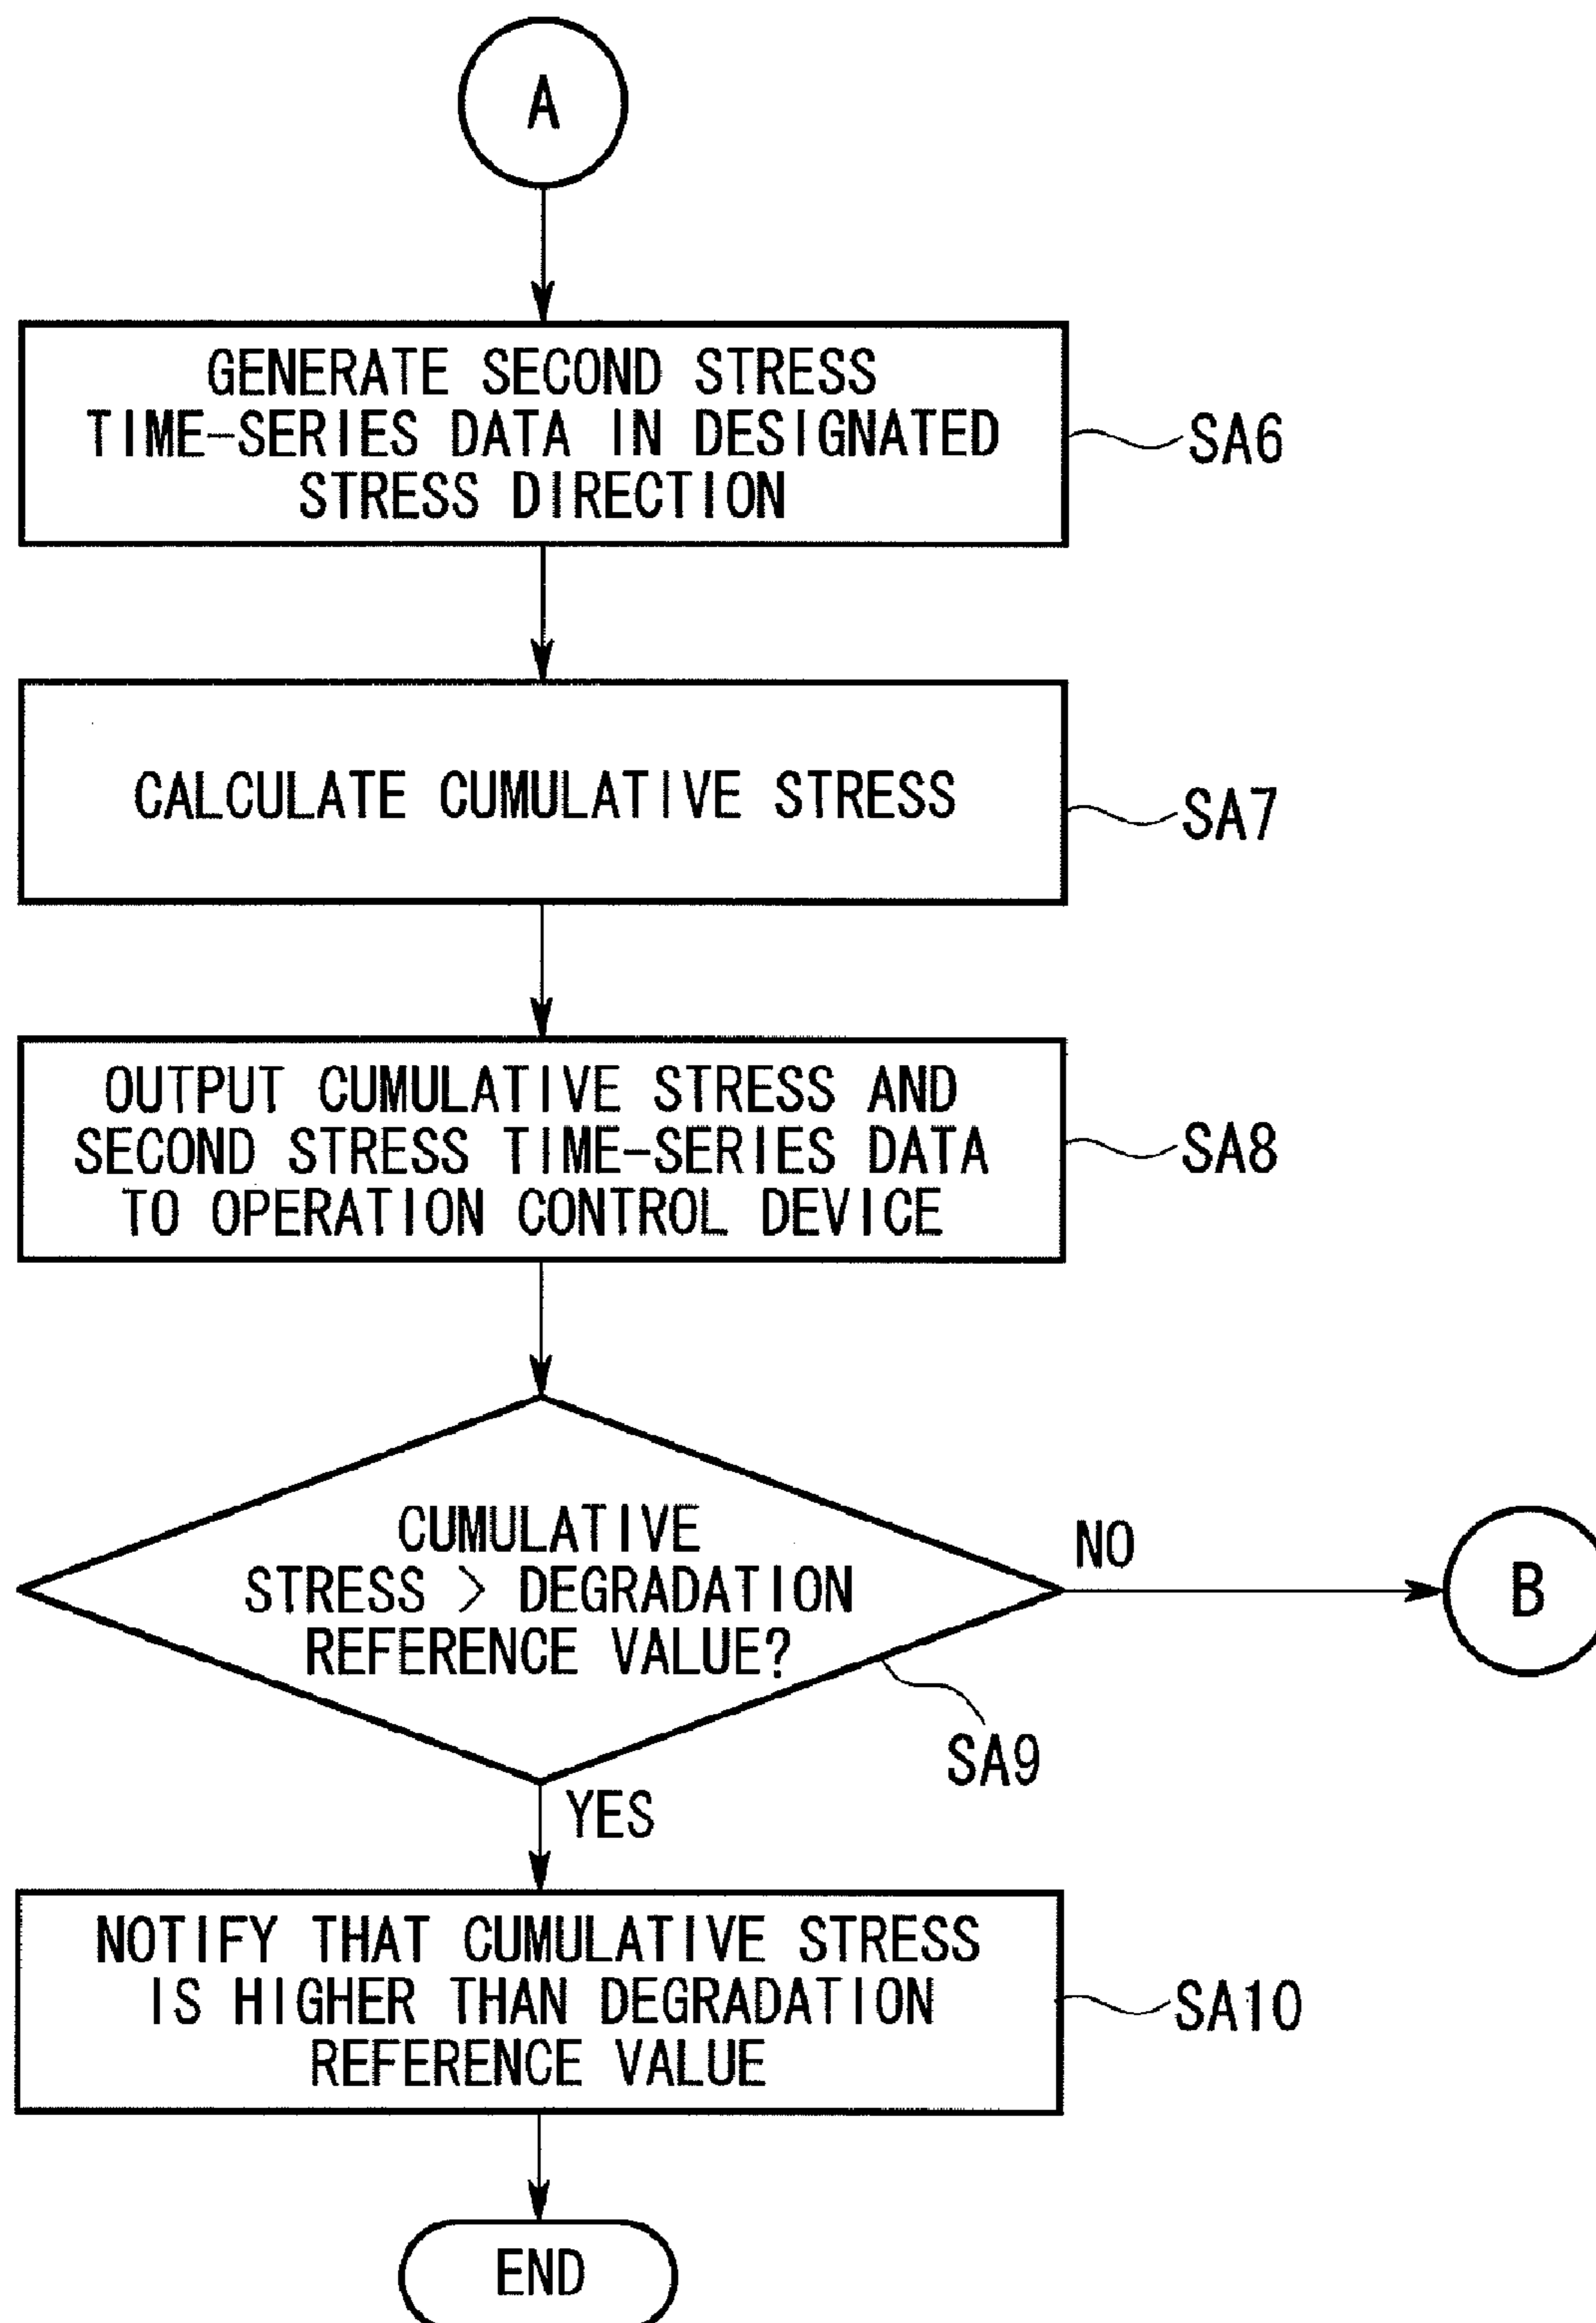 A
GENERATE SECOND STRESS
TIME-SERIES DATA IN DESIGNATED
STRESS DIRECTION
SA6
CALCULATE CUMULATIVE STRESS
SA7
OUTPUT CUMULATIVE STRESS AND
SECOND STRESS TIME-SERIES DATA
TO OPERATION CONTROL DEVICE
SA8
CUMULATIVE
STRESS > DEGRADATION
REFERENCE VALUE?
NO
B
SA9
YES
NOTIFY THAT CUMULATIVE STRESS
IS HIGHER THAN DEGRADATION
REFERENCE VALUE
SA10
END